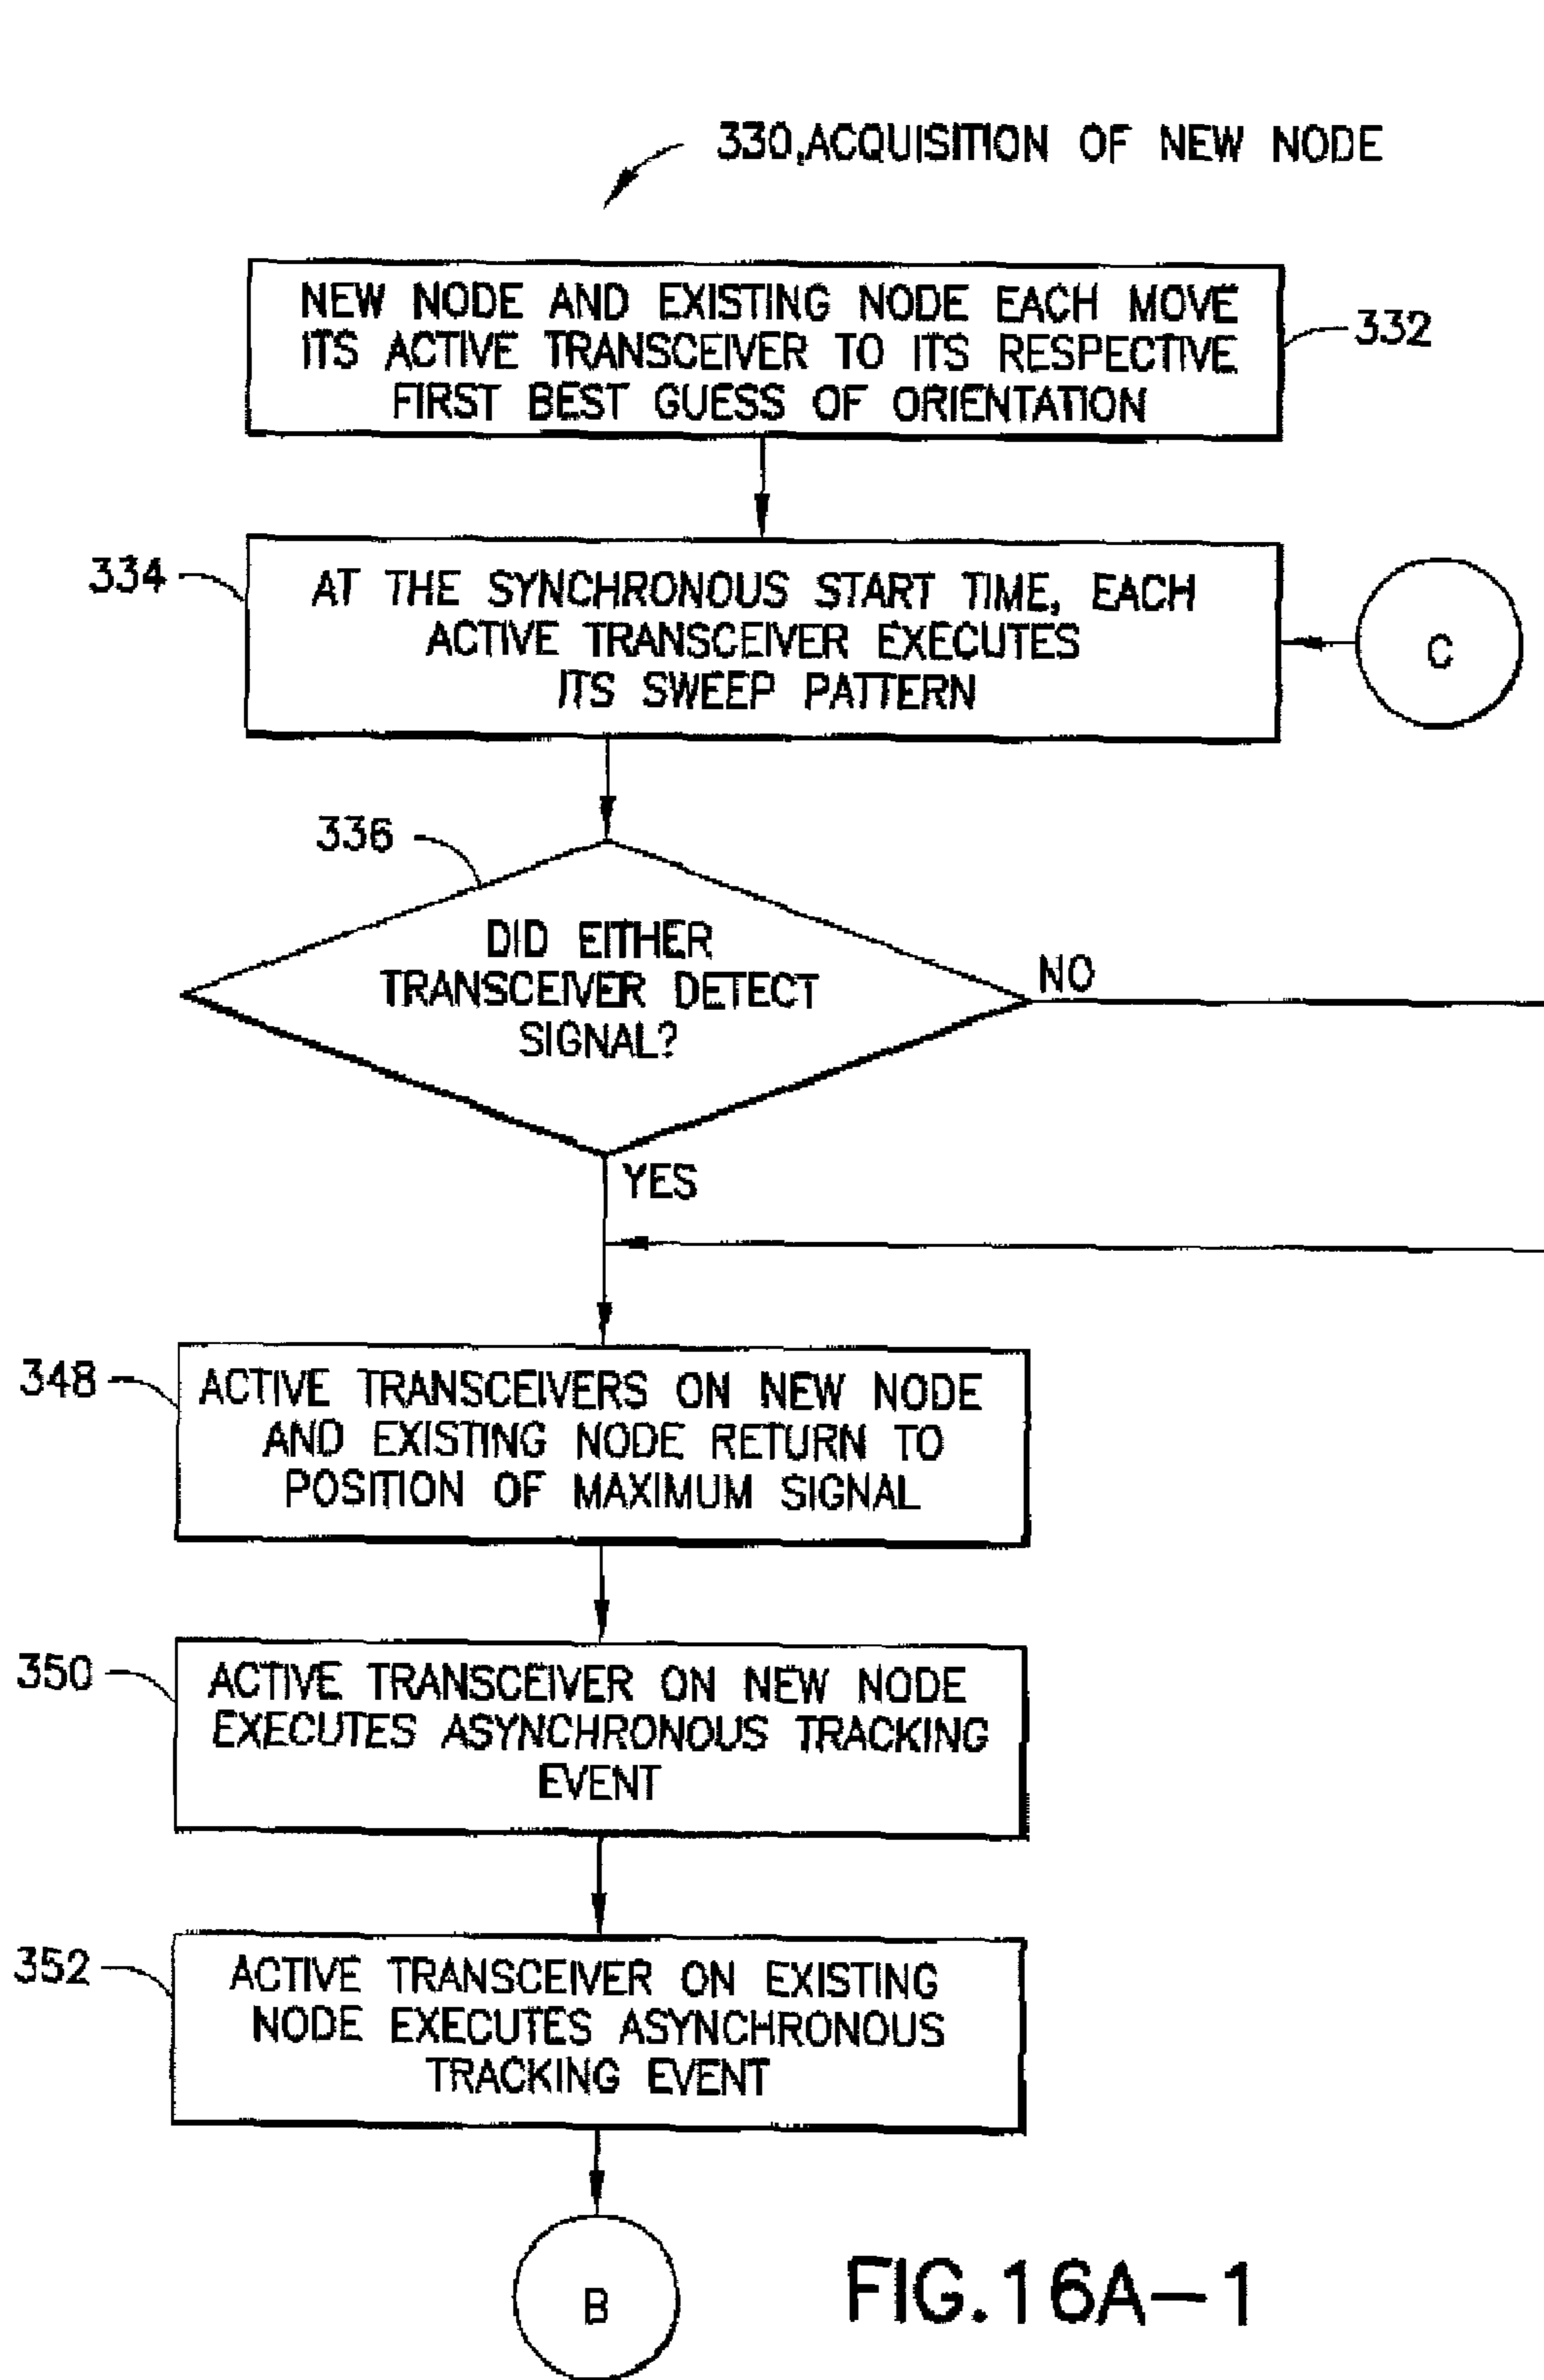 330,ACQUISITION OF NEW NODE
NEW NODE AND EXISTING NODE EACH MOVE
ITS ACTIVE TRANSCEIVER TO ITS RESPECTIVE
FIRST BEST GUESS OF ORIENTATION
332
334
AT THE SYNCHRONOUS START TIME, EACH
ACTIVE TRANSCEIVER EXECUTES
ITS SWEEP PATTERN
C
336
DID EITHER
TRANSCEIVER DETECT
SIGNAL?
NO
YES
348
ACTIVE TRANSCEIVERS ON NEW NODE
AND EXISTING NODE RETURN TO
POSITION OF MAXIMUM SIGNAL
350
ACTIVE TRANSCEIVER ON NEW NODE
EXECUTES ASYNCHRONOUS TRACKING
EVENT
352
ACTIVE TRANSCEIVER ON EXISTING
NODE EXECUTES ASYNCHRONOUS
TRACKING EVENT
B
FIG.16A-1